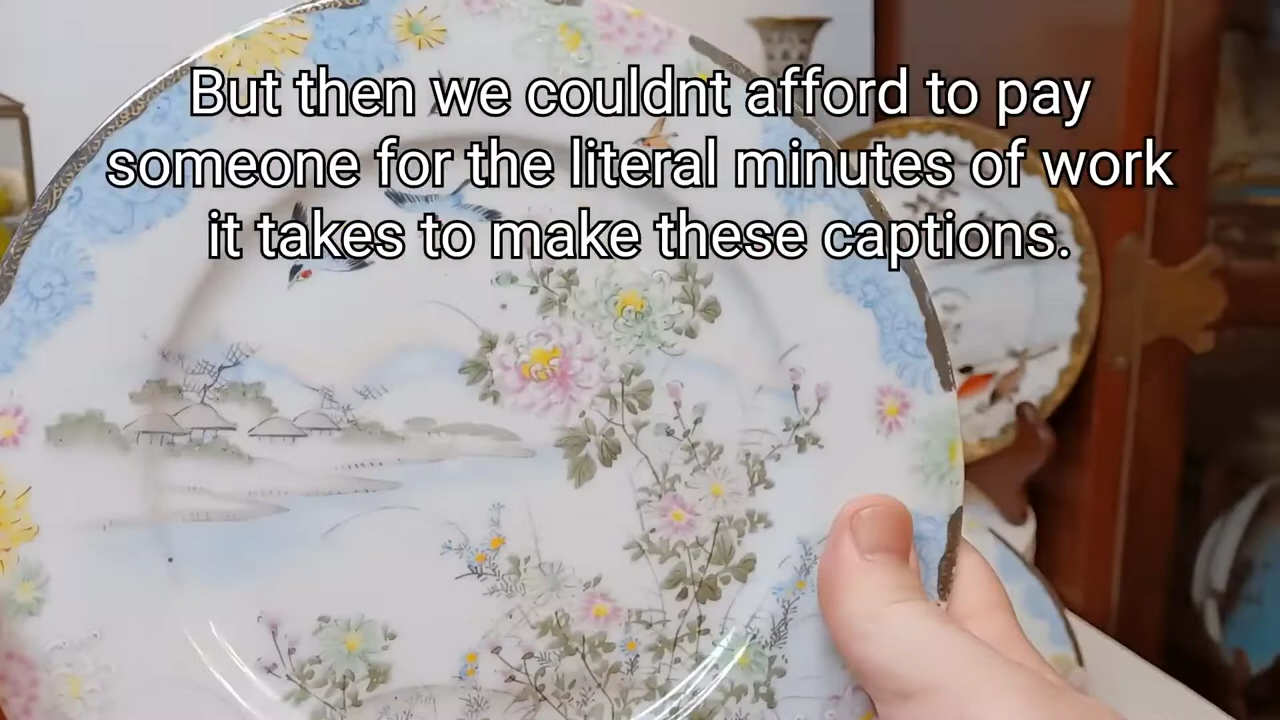 But then we couldnt afford to pay
someone for the literal minutes of work
it takes to make these captions.